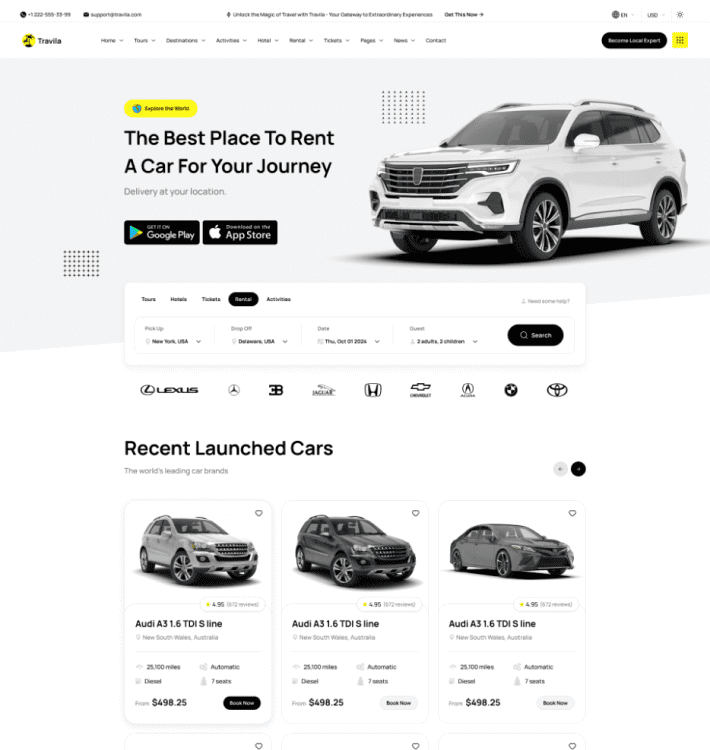 +1 222-555-33-99 support@travila.com Unlock the Magic of Travel with Travila - Your Gateway to Extraordinary Experiences Get This Now → EN USD
Travila Home Tours Destinations Activities Hotel Rental Tickets Pages News Contact Become Local Expert
Explore the World
The Best Place To Rent
A Car For Your Journey
Delivery at your location.
GET IT ON
Google Play
Download on the
App Store
Tours Hotels Tickets Rental Activities Need some help?
Pick Up Drop Off Date Guest
New York, USA Delaware, USA Thu, Oct 01 2024 2 adults, 2 children Search
LEXUS JAGUAR CHEVROLET ACURA
Recent Launched Cars
The world's leading car brands
4.95 (672 reviews) 4.95 (672 reviews) 4.95 (672 reviews)
Audi A3 1.6 TDI S line Audi A3 1.6 TDI S line Audi A3 1.6 TDI S line
New South Wales, Australia New South Wales, Australia New South Wales, Australia
25,100 miles Automatic 25,100 miles Automatic 25,100 miles Automatic
Diesel 7 seats Diesel 7 seats Diesel 7 seats
From $498.25 Book Now From $498.25 Book Now From $498.25 Book Now